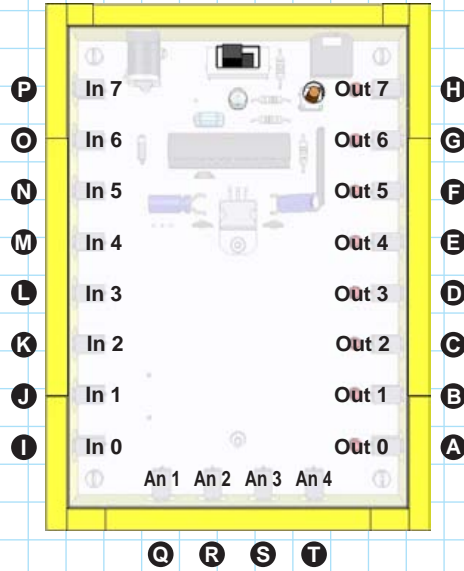 P In 7 Out 7 H
O In 6 Out 6 G
N In 5 Out 5 F
M In 4 Out 4 E
L In 3 Out 3 D
K In 2 Out 2 C
J In 1 Out 1 B
I In 0 Out 0 A
An 1 An 2 An 3 An 4
Q R S T